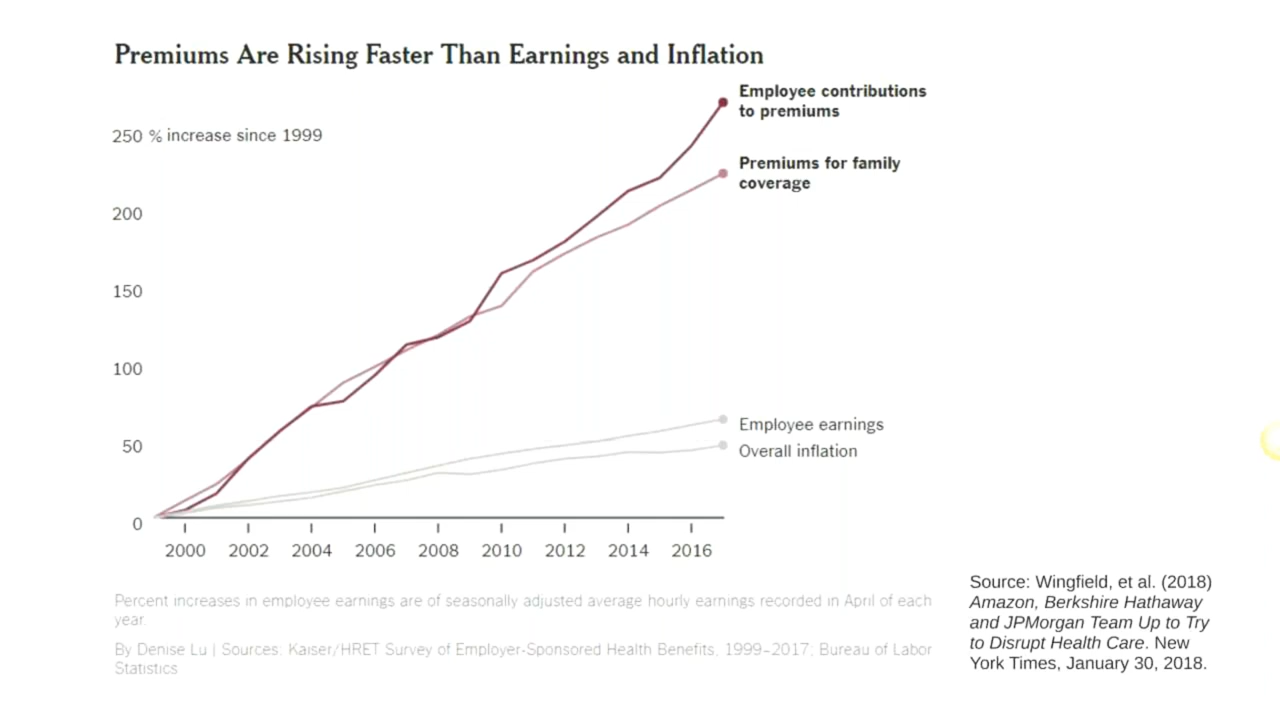 Premiums Are Rising Faster Than Earnings and Inflation
Employee contributions
to premiums
250 % increase since 1999
Premiums for family
coverage
200
150
100
50
Employee earnings
Overall inflation
0
2000 2002 2004 2006 2008 2010 2012 2014 2016
Percent increases in employee earnings are of seasonally adjusted average hourly earnings recorded in April of each
year.
By Denise Lu | Sources: Kaiser/HRET Survey of Employer-Sponsored Health Benefits, 1999–2017; Bureau of Labor
Statistics
Source: Wingfield, et al. (2018)
Amazon, Berkshire Hathaway
and JPMorgan Team Up to Try
to Disrupt Health Care. New
York Times, January 30, 2018.